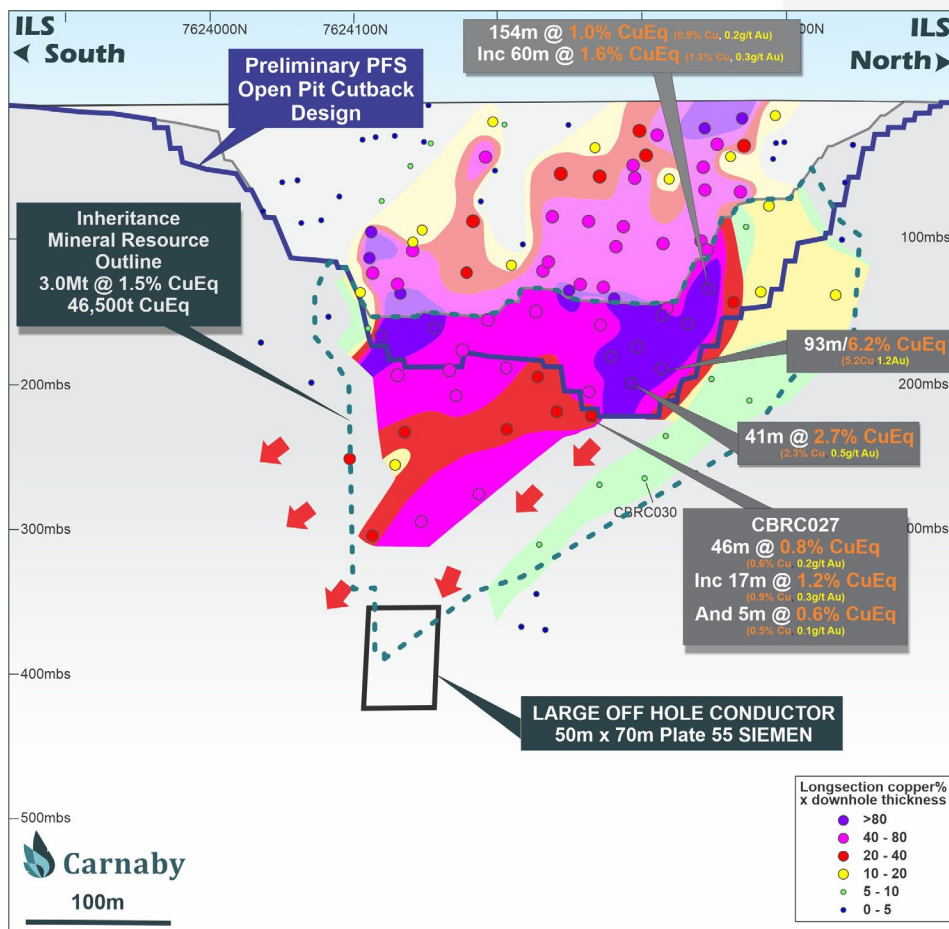 ILS
South
7624000N
7624100N
0N
ILS
North
Preliminary PFS
Open Pit Cutback
Design
154m @ 1.0% CuEq (0.9% Cu, 0.2g/t Au)
Inc 60m @ 1.6% CuEq (1.3% Cu, 0.3g/t Au)
Inheritance
Mineral Resource
Outline
3.0Mt @ 1.5% CuEq
46,500t CuEq
100mbs
93m/6.2% CuEq
(5.2Cu 1.2Au)
200mbs
200mbs
41m @ 2.7% CuEq
(2.3% Cu, 0.5g/t Au)
CBRC030
300mbs
00mbs
CBRC027
46m @ 0.8% CuEq
(0.6% Cu, 0.2g/t Au)
Inc 17m @ 1.2% CuEq
(0.9% Cu, 0.3g/t Au)
And 5m @ 0.6% CuEq
(0.5% Cu, 0.1g/t Au)
400mbs
LARGE OFF HOLE CONDUCTOR
50m x 70m Plate 55 SIEMEN
500mbs
Longsection copper%
x downhole thickness
>80
40 - 80
20 - 40
10 - 20
5 - 10
0 - 5
Carnaby
100m